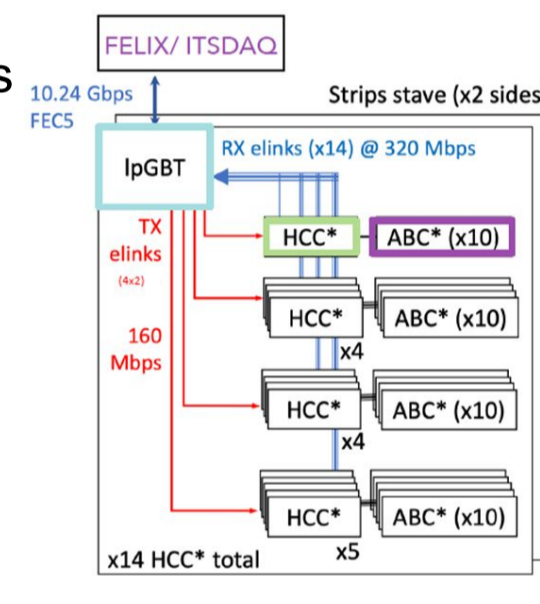 FELIX/ ITSDAQ
s
10.24 Gbps
FEC5
Strips stave (x2 sides
lpGBT
RX elinks (x14) @ 320 Mbps
TX
elinks
(4x2)
160
Mbps
HCC*
ABC* (x10)
HCC*
ABC* (x10)
x4
HCC*
ABC* (x10)
x4
HCC*
ABC* (x10)
x5
x14 HCC* total